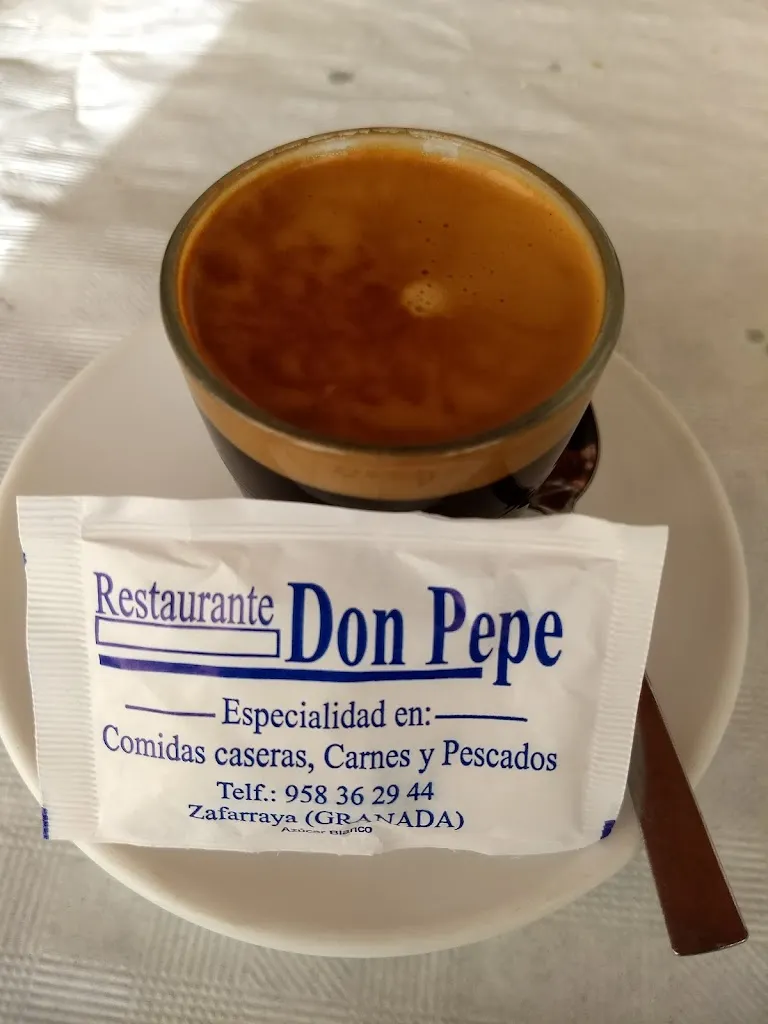 Restaurante Don Pepe
Especialidad en:
Comidas caseras, Carnes y Pescados
Telf.: 958 36 29 44
Zafarraya (GRANADA)
Azúcar Blanco